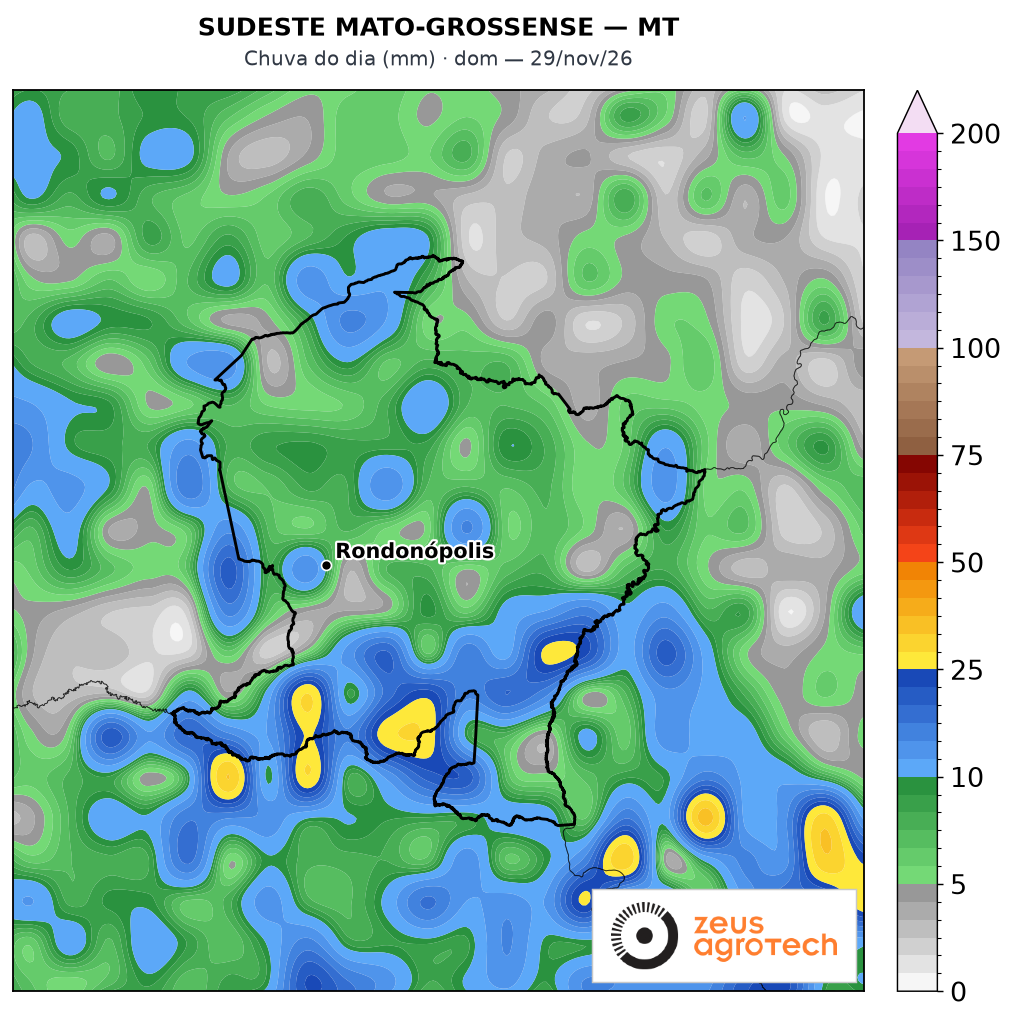 SUDESTE MATO-GROSSENSE — MT
Chuva do dia (mm) · dom — 29/nov/26
200
150
100
75
50
25
10
5
0
Rondonópolis
zeus
agrotech